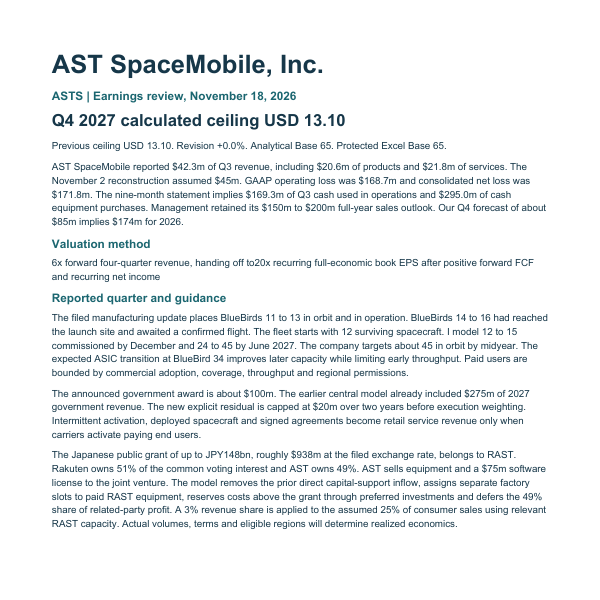 AST SpaceMobile, Inc.
ASTS | Earnings review, November 18, 2026
Q4 2027 calculated ceiling USD 13.10
Previous ceiling USD 13.10. Revision +0.0%. Analytical Base 65. Protected Excel Base 65.
AST SpaceMobile reported $42.3m of Q3 revenue, including $20.6m of products and $21.8m of services. The
November 2 reconstruction assumed $45m. GAAP operating loss was $168.7m and consolidated net loss was
$171.8m. The nine-month statement implies $169.3m of Q3 cash used in operations and $295.0m of cash
equipment purchases. Management retained its $150m to $200m full-year sales outlook. Our Q4 forecast of about
$85m implies $174m for 2026.
Valuation method
6x forward four-quarter revenue, handing off to20x recurring full-economic book EPS after positive forward FCF
and recurring net income
Reported quarter and guidance
The filed manufacturing update places BlueBirds 11 to 13 in orbit and in operation. BlueBirds 14 to 16 had reached
the launch site and awaited a confirmed flight. The fleet starts with 12 surviving spacecraft. I model 12 to 15
commissioned by December and 24 to 45 by June 2027. The company targets about 45 in orbit by midyear. The
expected ASIC transition at BlueBird 34 improves later capacity while limiting early throughput. Paid users are
bounded by commercial adoption, coverage, throughput and regional permissions.
The announced government award is about $100m. The earlier central model already included $275m of 2027
government revenue. The new explicit residual is capped at $20m over two years before execution weighting.
Intermittent activation, deployed spacecraft and signed agreements become retail service revenue only when
carriers activate paying end users.
The Japanese public grant of up to JPY148bn, roughly $938m at the filed exchange rate, belongs to RAST.
Rakuten owns 51% of the common voting interest and AST owns 49%. AST sells equipment and a $75m software
license to the joint venture. The model removes the prior direct capital-support inflow, assigns separate factory
slots to paid RAST equipment, reserves costs above the grant through preferred investments and defers the 49%
share of related-party profit. A 3% revenue share is applied to the assumed 25% of consumer sales using relevant
RAST capacity. Actual volumes, terms and eligible regions will determine realized economics.